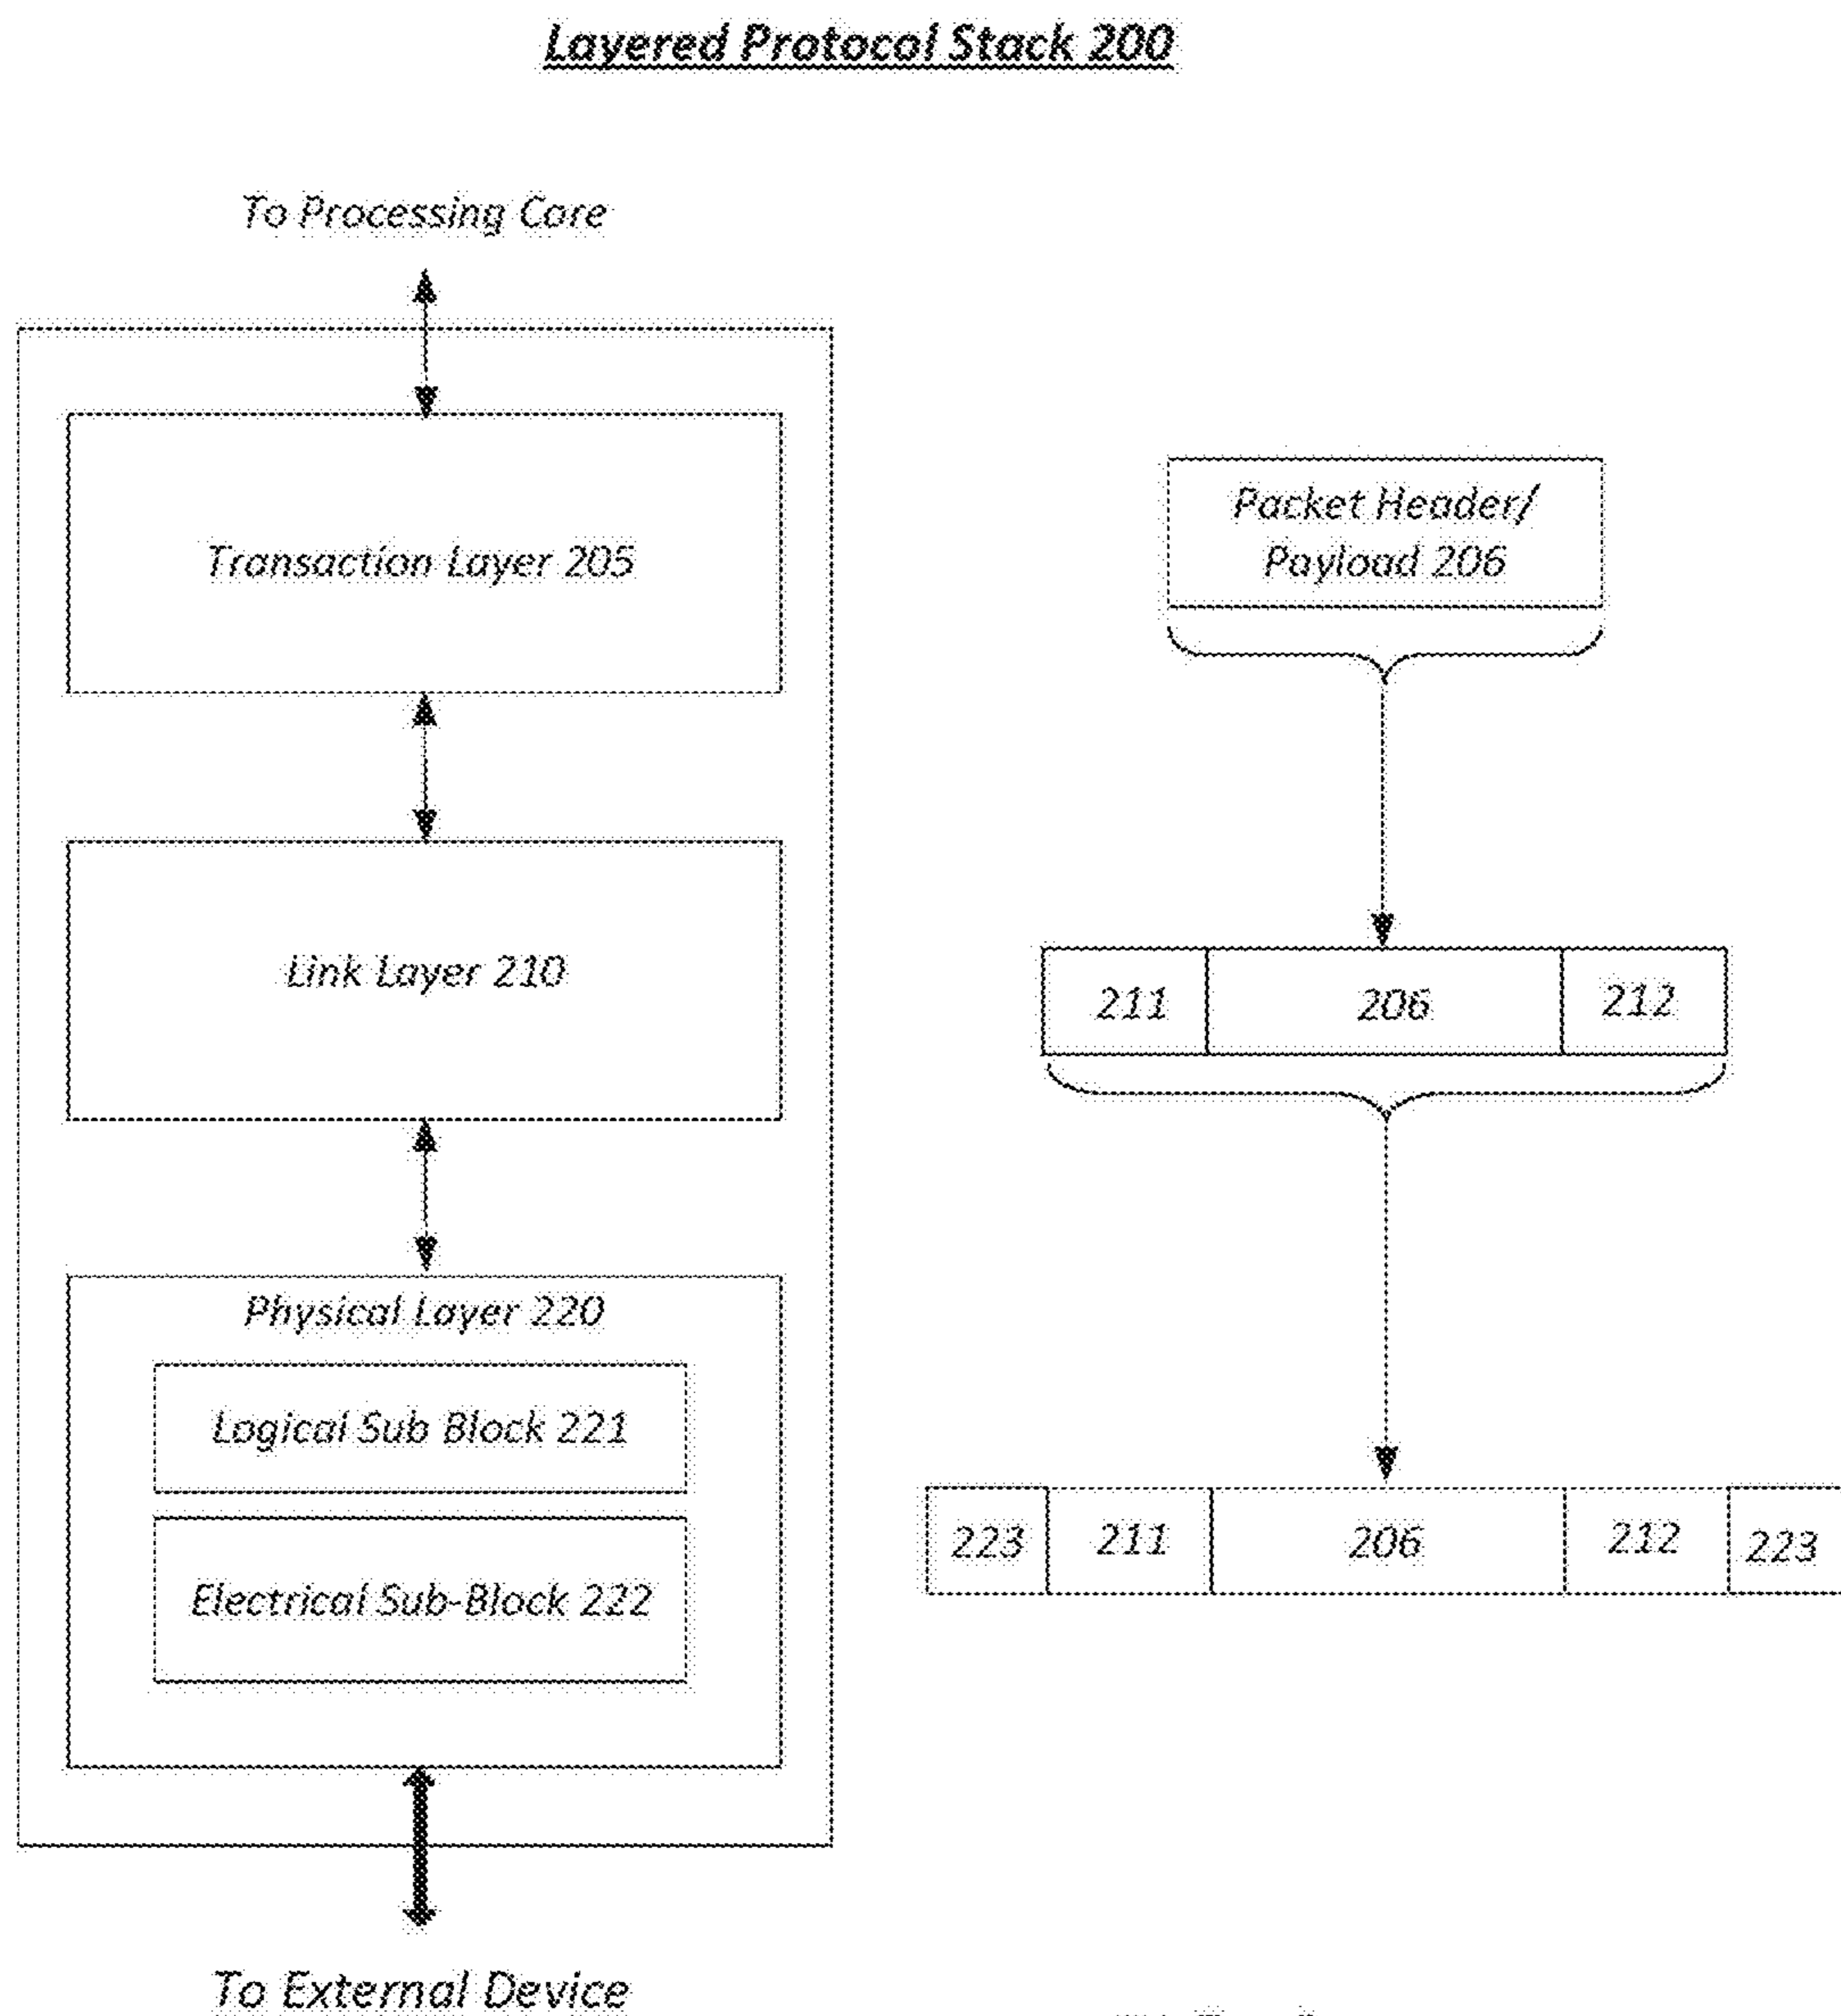 Layered Protocol Stack 200
To Processing Core
Transaction Layer 205
Packet Header/
Payload 206
Link Layer 210
211 206 212
Physical Layer 220
Logical Sub Block 221
Electrical Sub-Block 222
223 211 206 212 223
To External Device